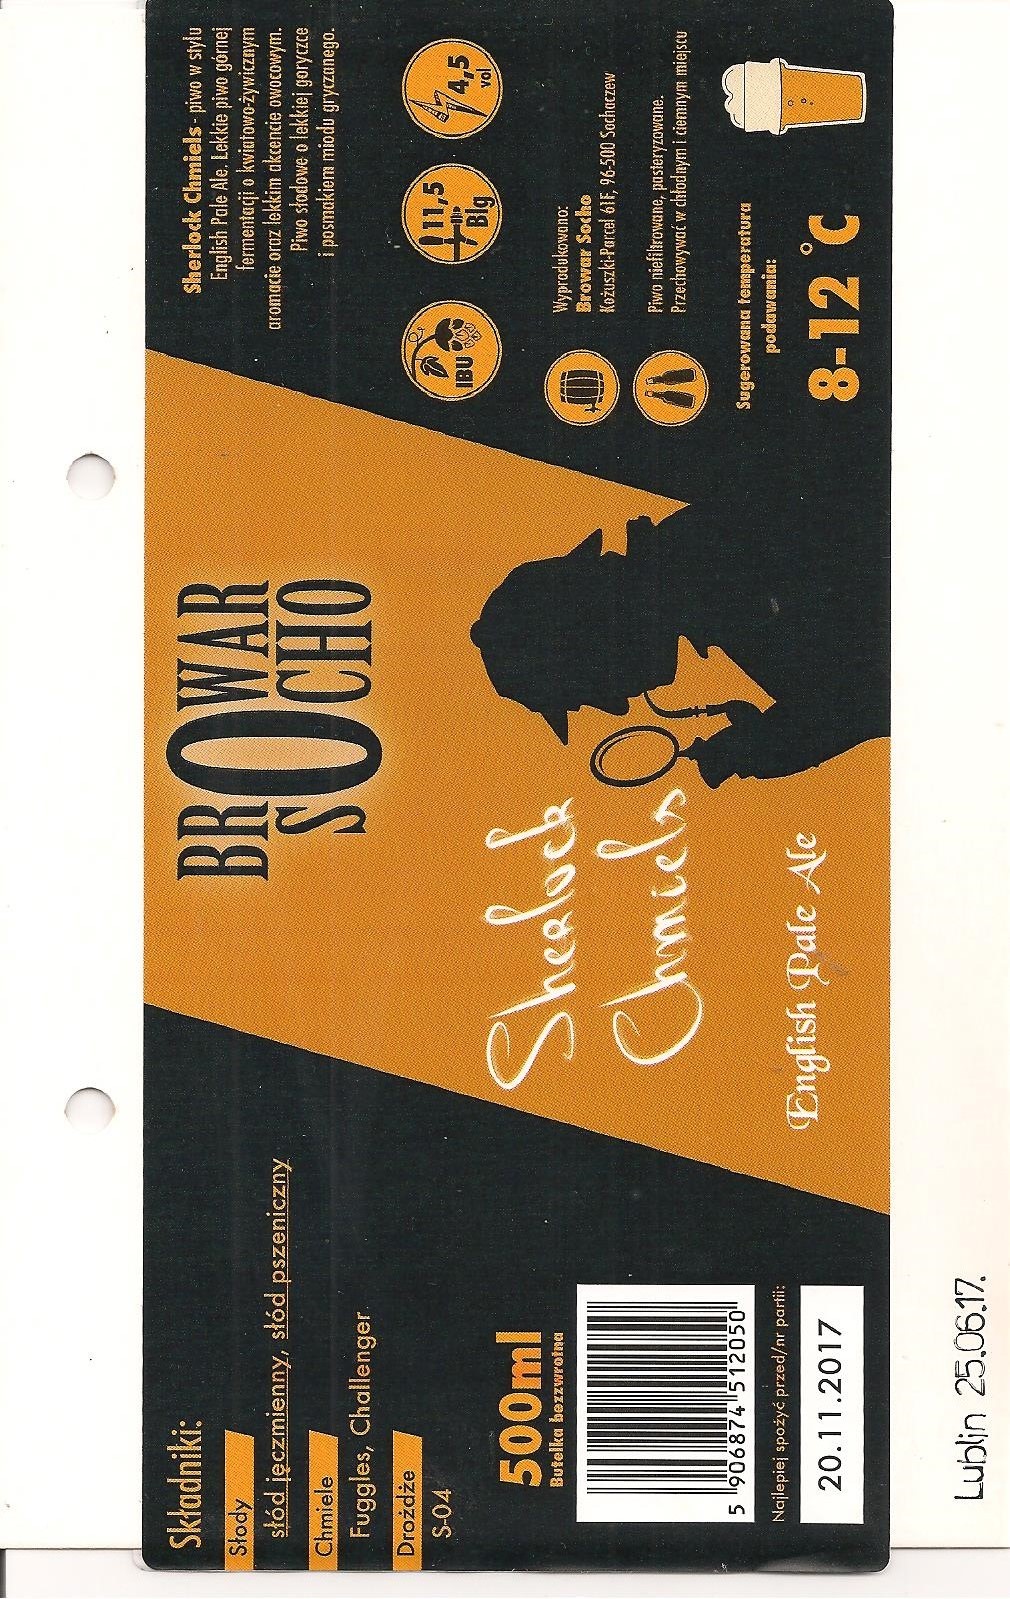 Składniki:
Słody
słód jęczmienny, słód pszeniczny
Chmiele
Fuggles, Challenger
Drożdże
S-04
500ml
Butelka bezzwrotna
5 906874 512050
Najlepiej spożyć przed/nr partii:
20.11.2017
BROWAR
SOCHO
Sherlock
Chmiels
English Pale Ale
Sherlock Chmiels - piwo w stylu
English Pale Ale. Lekkie piwo górnej
fermentacji o kwiatowo-żywicznym
aromacie oraz lekkim akcencie owocowym.
Piwo słodowe o lekkiej goryczce
i posmakiem miodu gryczanego.
IBU
11,5
Blg
4,5
vol
Wyprodukowano:
Browar Socho
Kożuszki-Parcel 61F, 96-500 Sochaczew
Piwo niefiltrowane, pasteryzowane.
Przechowywać w chłodnym i ciemnym miejscu
Sugerowana temperatura
podawania:
8-12°C
Lublin 25.06.17.